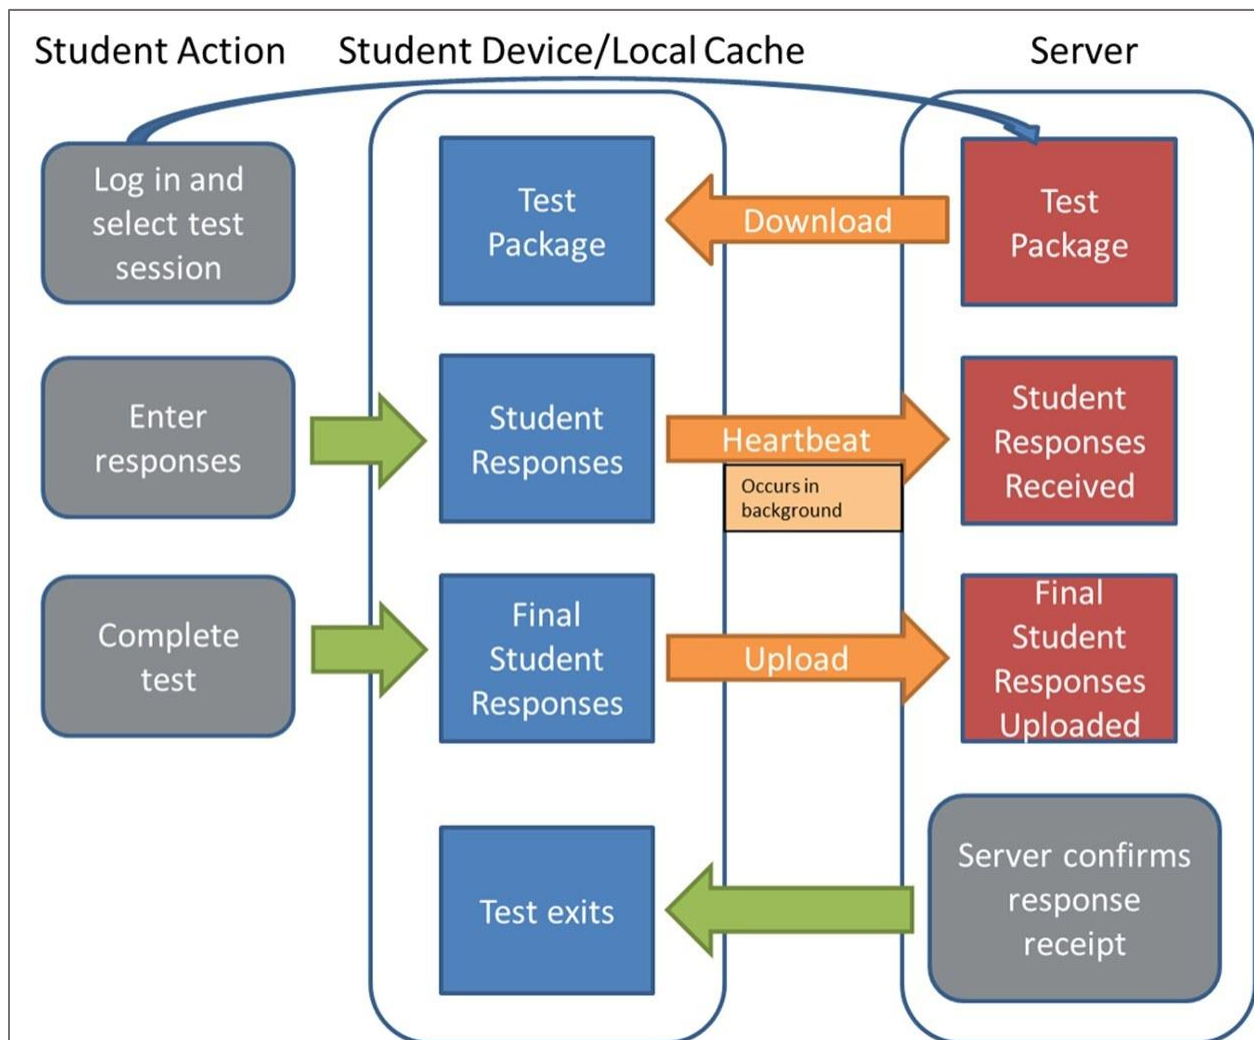 Student Action
Student Device/Local Cache
Server
Log in and
select test
session
Test
Package
Download
Test
Package
Enter
responses
Student
Responses
Heartbeat
Occurs in
background
Student
Responses
Received
Complete
test
Final
Student
Responses
Upload
Final
Student
Responses
Uploaded
Test exits
Server confirms
response
receipt